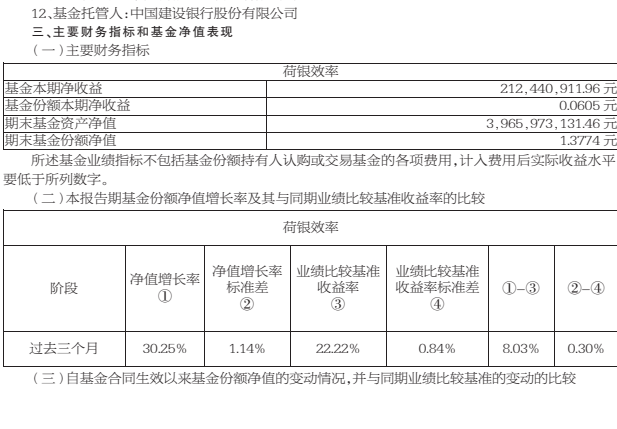 12、基金托管人:中国建设银行股份有限公司
三、主要财务指标和基金净值表现
(一)主要财务指标
荷银效率
基金本期净收益 212,440,911.96 元
基金份额本期净收益 0.0605 元
期末基金资产净值 3,965,973,131.46 元
期末基金份额净值 1.3774 元
所述基金业绩指标不包括基金份额持有人认购或交易基金的各项费用,计入费用后实际收益水平
要低于所列数字。
(二)本报告期基金份额净值增长率及其与同期业绩比较基准收益率的比较
荷银效率
阶段 净值增长率① 净值增长率标准差② 业绩比较基准收益率③ 业绩比较基准收益率标准差④ ①-③ ②-④
过去三个月 30.25% 1.14% 22.22% 0.84% 8.03% 0.30%
(三)自基金合同生效以来基金份额净值的变动情况,并与同期业绩比较基准的变动的比较